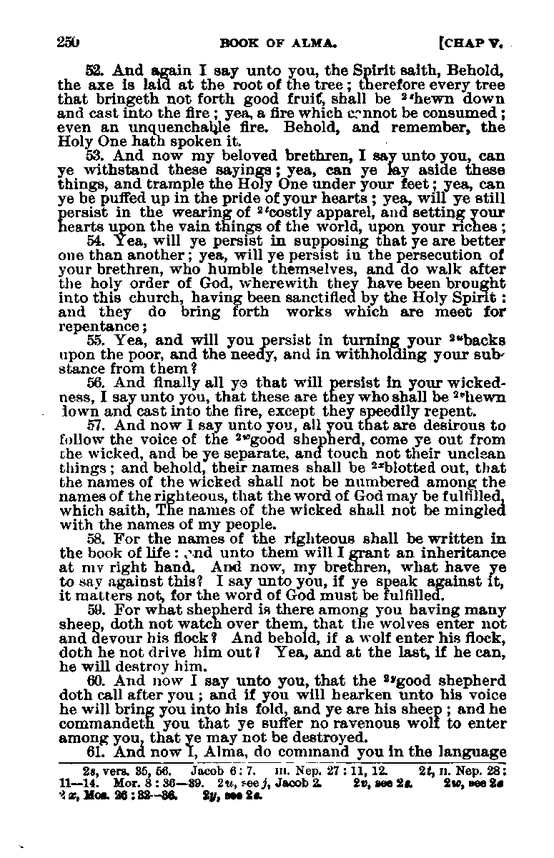 250 BOOK OF ALMA. [CHAP V.
52. And again I say unto you, the Spirit saith, Behold,
the axe is laid at the root of the tree; therefore every tree
that bringeth not forth good fruit, shall be 2shewn down
and cast into the fire; yea, a fire which cannot be consumed;
even an unquenchable fire. Behold, and remember, the
Holy One hath spoken it.
53. And now my beloved brethren, I say unto you, can
ye withstand these sayings; yea, can ye lay aside these
things, and trample the Holy One under your feet; yea, can
ye be puffed up in the pride of your hearts; yea, will ye still
persist in the wearing of 2tcostly apparel, and setting your
hearts upon the vain things of the world, upon your riches;
54. Yea, will ye persist in supposing that ye are better
one than another; yea, will ye persist in the persecution of
your brethren, who humble themselves, and do walk after
the holy order of God, wherewith they have been brought
into this church, having been sanctified by the Holy Spirit:
and they do bring forth works which are meet for
repentance;
55. Yea, and will you persist in turning your 2ubacks
upon the poor, and the needy, and in withholding your sub-
stance from them?
56. And finally all ye that will persist in your wicked-
ness, I say unto you, that these are they who shall be 2vhewn
down and cast into the fire, except they speedily repent.
57. And now I say unto you, all you that are desirous to
follow the voice of the 2wgood shepherd, come ye out from
the wicked, and be ye separate, and touch not their unclean
things; and behold, their names shall be 2xblotted out, that
the names of the wicked shall not be numbered among the
names of the righteous, that the word of God may be fulfilled,
which saith, The names of the wicked shall not be mingled
with the names of my people.
58. For the names of the righteous shall be written in
the book of life: and unto them will I grant an inheritance
at my right hand. And now, my brethren, what have ye
to say against this? I say unto you, if ye speak against it,
it matters not, for the word of God must be fulfilled.
59. For what shepherd is there among you having many
sheep, doth not watch over them, that the wolves enter not
and devour his flock? And behold, if a wolf enter his flock,
doth he not drive him out? Yea, and at the last, if he can,
he will destroy him.
60. And now I say unto you, that the 2ygood shepherd
doth call after you; and if you will hearken unto his voice
he will bring you into his fold, and ye are his sheep; and he
commandeth you that ye suffer no ravenous wolf to enter
among you, that ye may not be destroyed.
61. And now I, Alma, do command you in the language
2s, vers. 35, 56. Jacob 6:7. III. Nep. 27:11, 12. 2t, II. Nep. 28:
11—14. Mor. 8:36—39. 2u, see j, Jacob 2. 2v, see 2s. 2w, see 2e
2x, Mos. 26:32—36. 2y, see 2e.